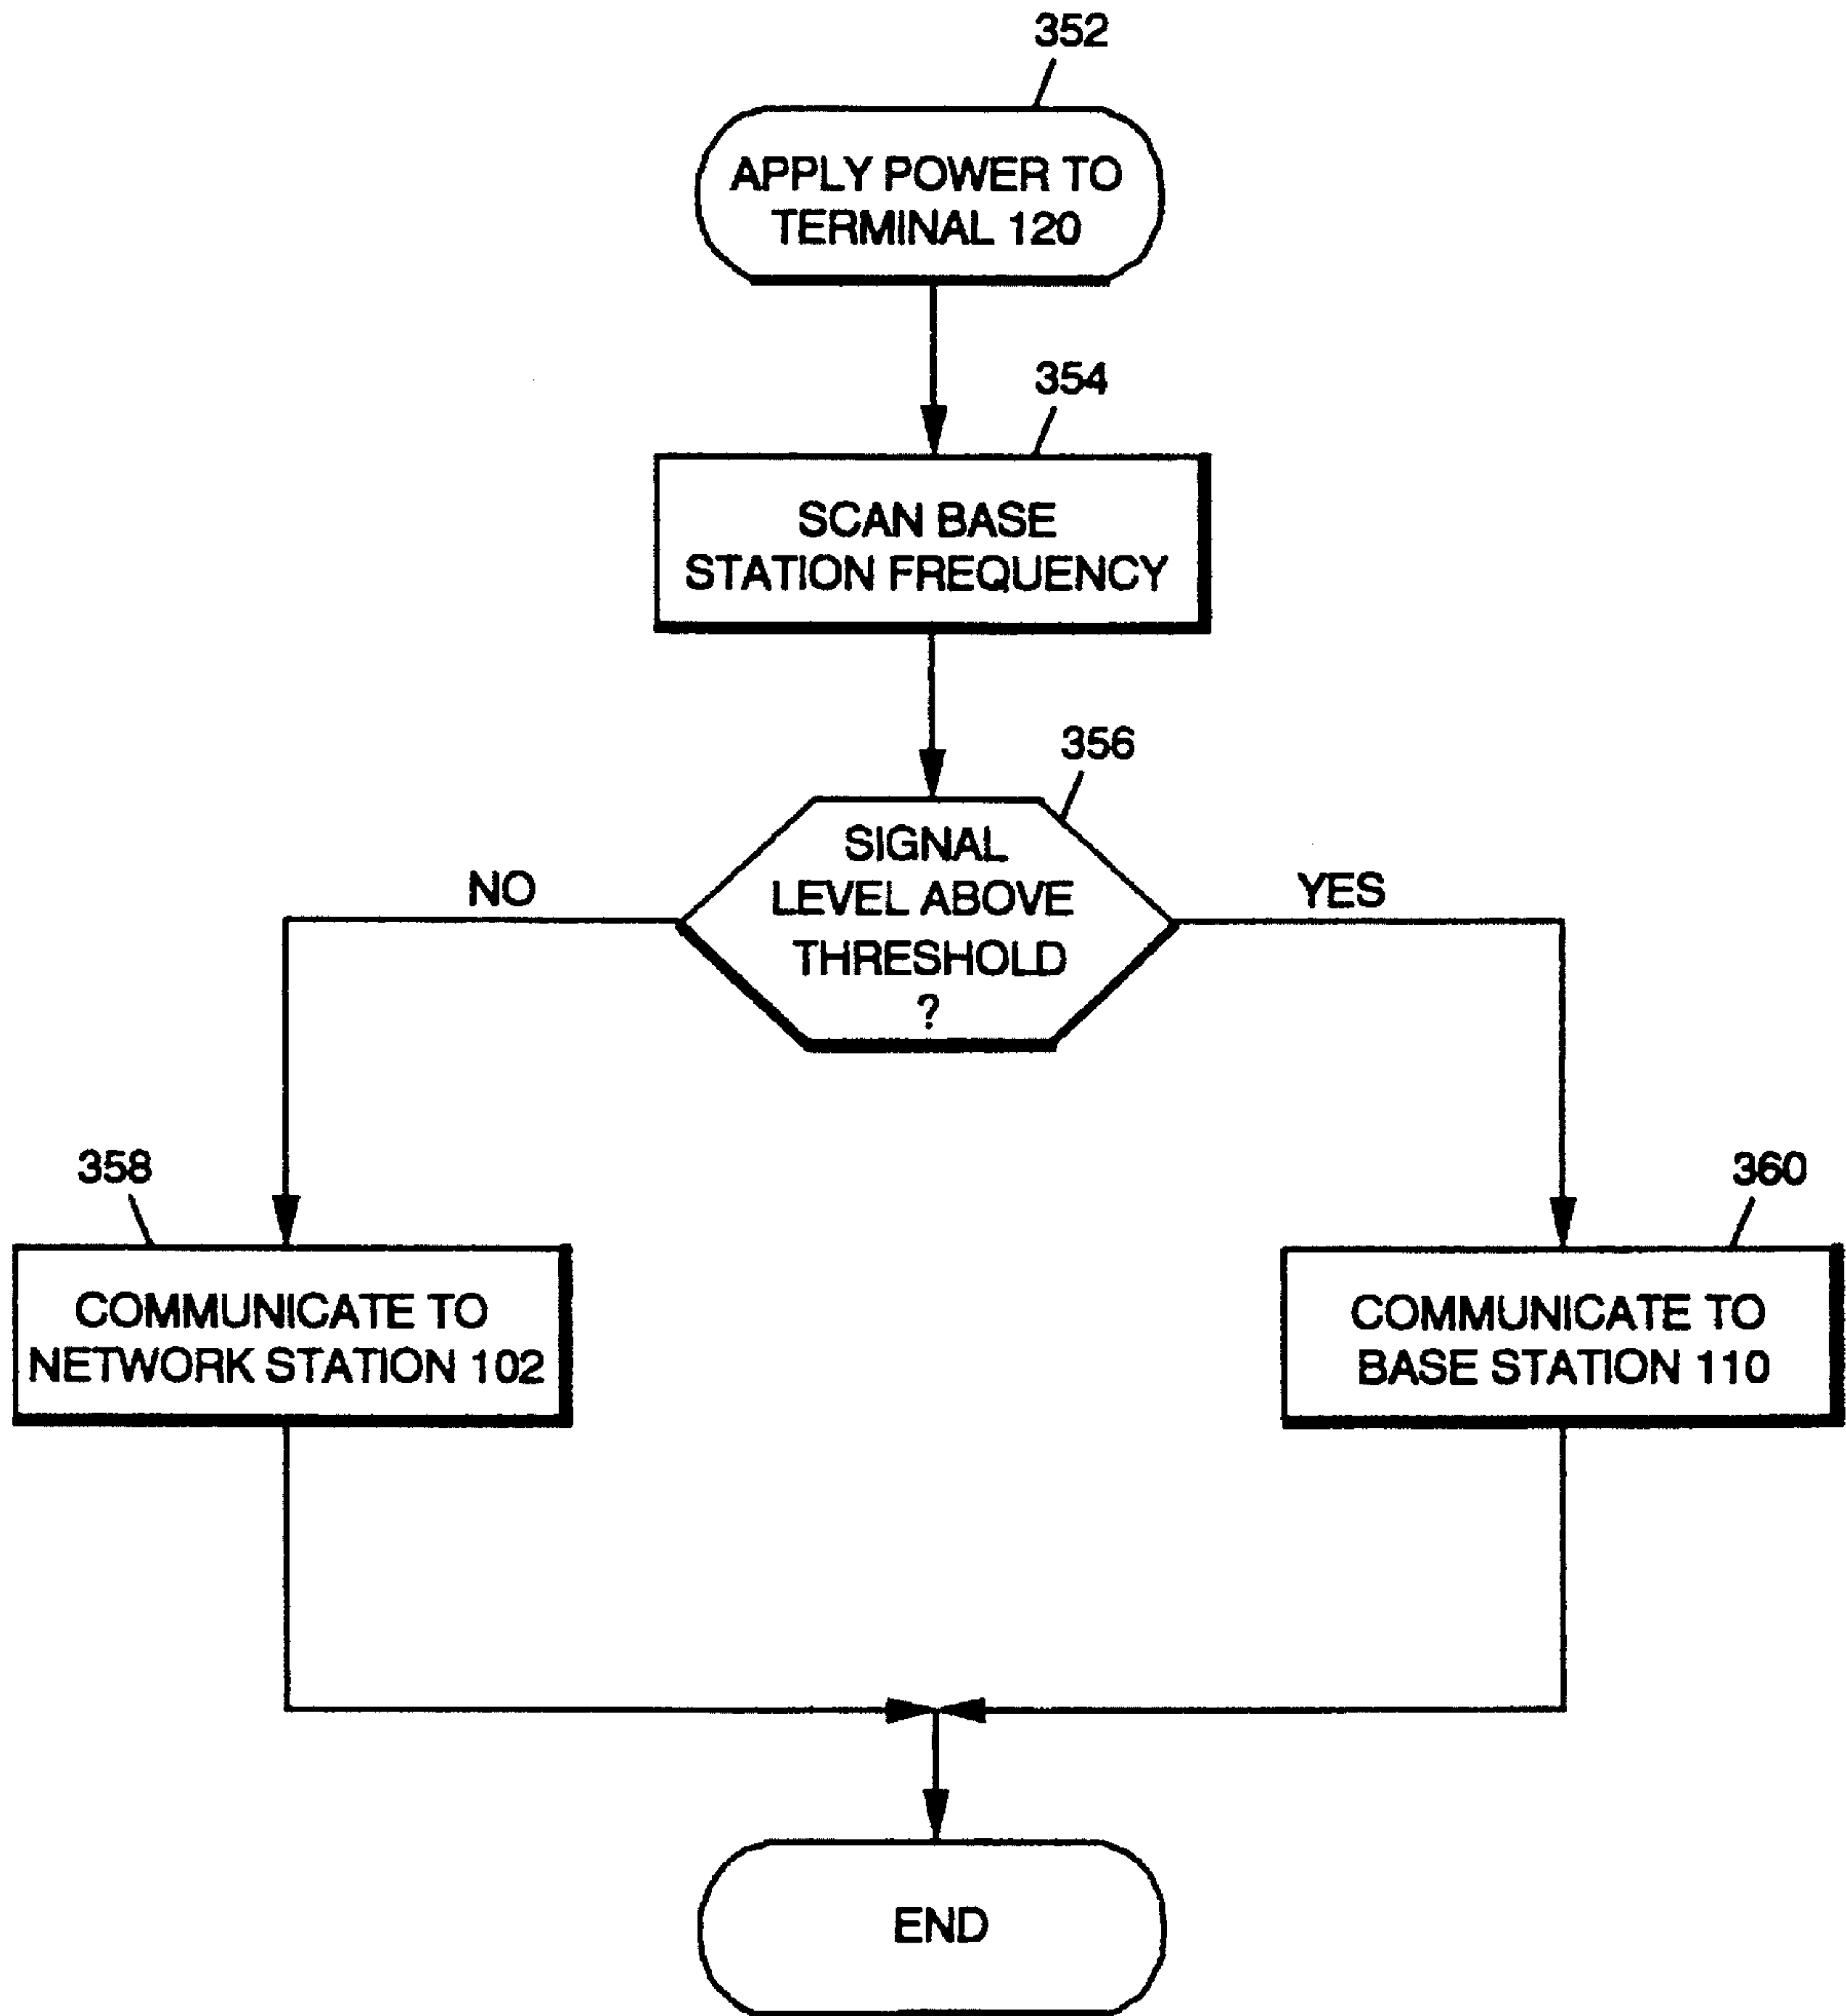 352
APPLY POWER TO
TERMINAL 120
354
SCAN BASE
STATION FREQUENCY
356
SIGNAL
LEVEL ABOVE
THRESHOLD
?
NO
YES
358
COMMUNICATE TO
NETWORK STATION 102
360
COMMUNICATE TO
BASE STATION 110
END